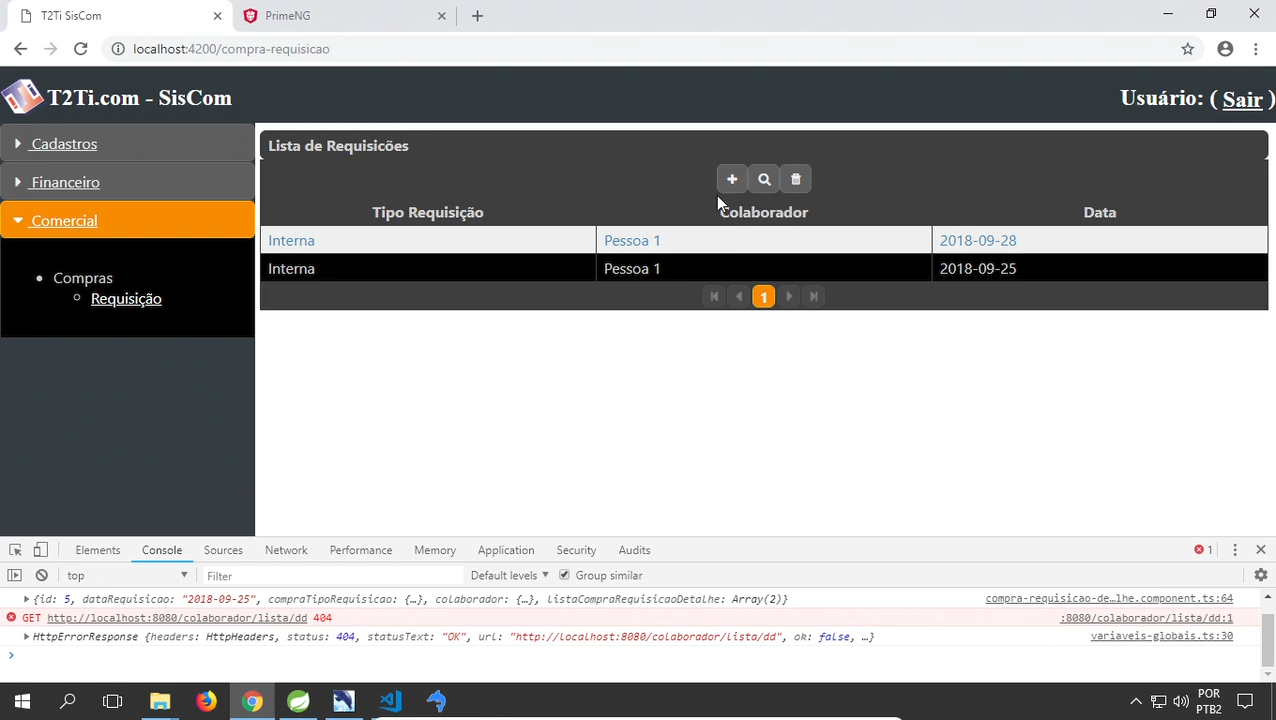 T2Ti SisCom
PrimeNG
localhost:4200/compra-requisicao
T2Ti.com - SisCom
Usuário: ( Sair )
Cadastros
Financeiro
Comercial
Compras
Requisição
Lista de Requisicões
Tipo Requisição Colaborador Data
Interna Pessoa 1 2018-09-28
Interna Pessoa 1 2018-09-25
1
Elements Console Sources Network Performance Memory Application Security Audits 1
top Filter Default levels Group similar
{id: 5, dataRequisicao: "2018-09-25", compraTipoRequisicao: {…}, colaborador: {…}, listaCompraRequisicaoDetalhe: Array(2)} compra-requisicao-de…lhe.component.ts:64
GET http://localhost:8080/colaborador/lista/dd 404 :8080/colaborador/lista/dd:1
HttpErrorResponse {headers: HttpHeaders, status: 404, statusText: "OK", url: "http://localhost:8080/colaborador/lista/dd", ok: false, …} variaveis-globais.ts:30
POR
PTB2